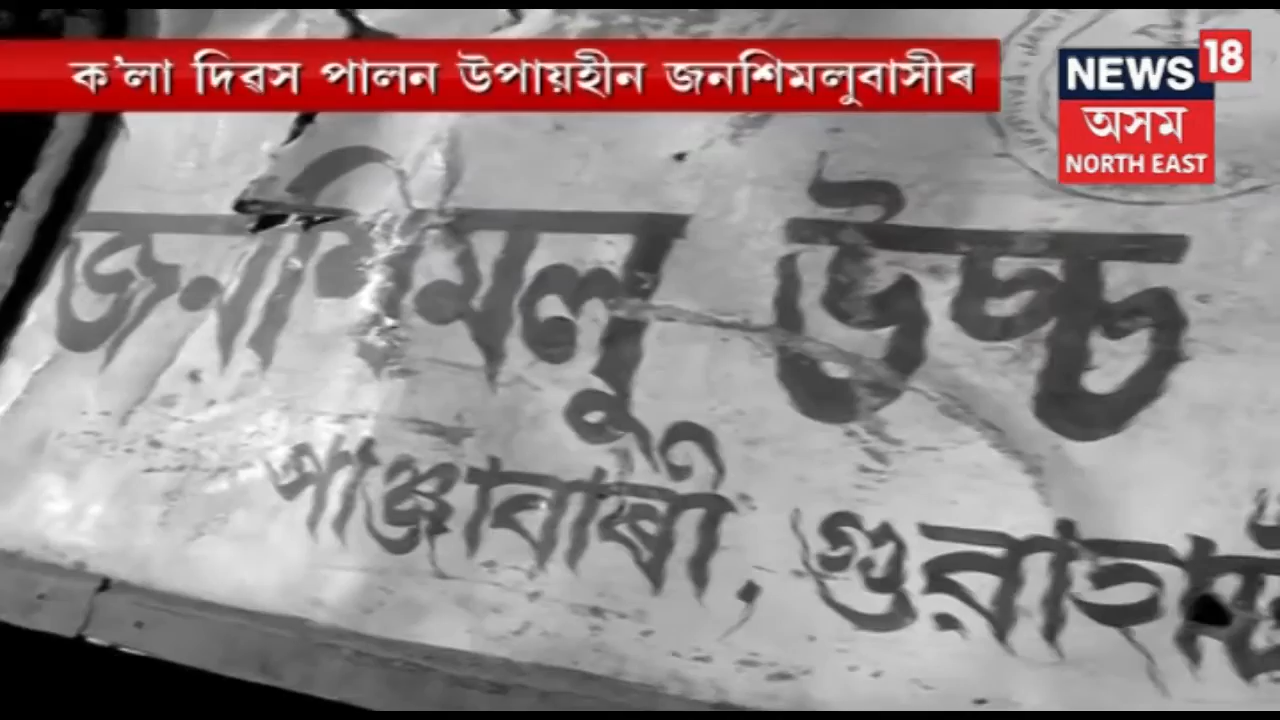 ক'লা দিৱস পালন উপায়হীন জনশিমলুবাসীৰ
NEWS 18
অসম
NORTH EAST
জনশিমলু উচ্চ
পাঞ্জাবাৰী,